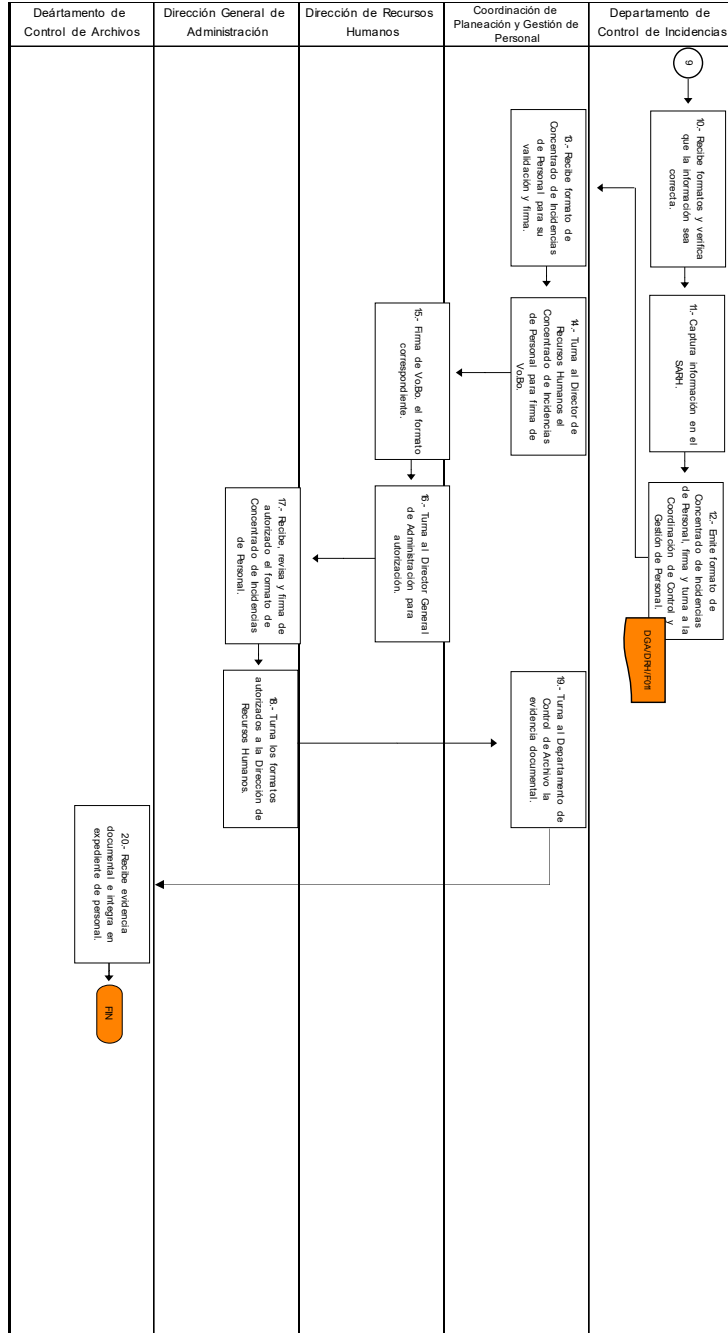 Deártamento de
Control de Archivos
Dirección General de
Administración
Dirección de Recursos
Humanos
Coordinación de
Planeación y Gestión de
Personal
Departamento de
Control de Incidencias
9
10.- Recibe formatos y verifica
que la información sea
correcta.
11.- Captura información en el
SARH.
12.- Emite formato de
Concentrado de Incidencias
de Personal, firma y turna a la
Coordinación de Control y
Gestión de Personal.
DGA/DRH/F011
13.- Recibe formato de
Concentrado de Incidencias
de Personal para su
validación y firma.
14.- Turna al Director de
Recursos Humanos el
Concentrado de Incidencias
de Personal para firma de
Vo.Bo.
15.- Firma de Vo.Bo. el formato
correspondiente.
16.- Turna al Director General
de Administración para
autorización.
17.- Recibe, revisa y firma de
autorizado el formato de
Concentrado de Incidencias
de Personal.
18.- Turna los formatos
autorizados a la Dirección de
Recursos Humanos.
19.- Turna al Departamento de
Control de Archivo la
evidencia documental.
20.- Recibe evidencia
documental e integra en
expediente de personal.
FIN